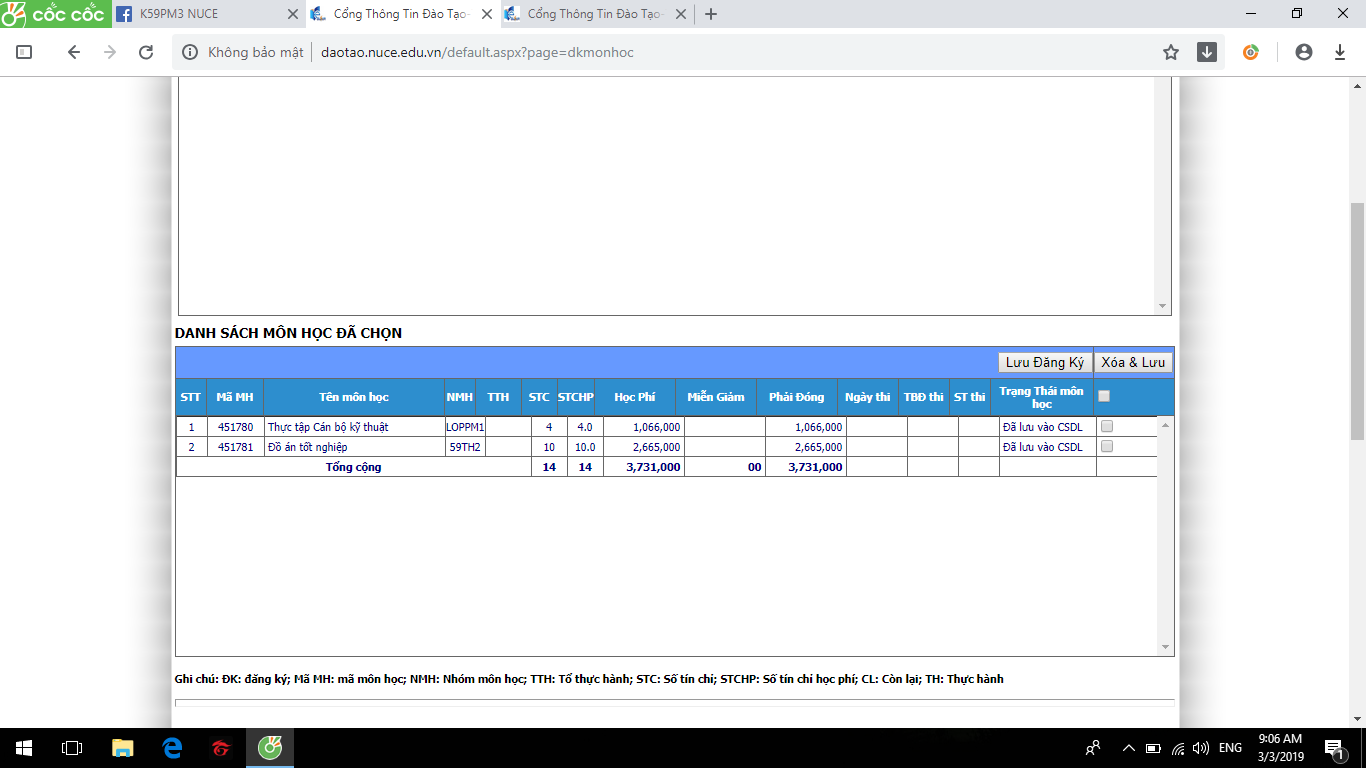 cốc cốc
K59PM3 NUCE
Cổng Thông Tin Đào Tạo-
Cổng Thông Tin Đào Tạo-
Không bảo mật
daotao.nuce.edu.vn/default.aspx?page=dkmonhoc
DANH SÁCH MÔN HỌC ĐÃ CHỌN
Lưu Đăng Ký Xóa & Lưu
STT Mã MH Tên môn học NMH TTH STC STCHP Học Phí Miễn Giảm Phải Đóng Ngày thi TBĐ thi ST thi Trạng Thái môn học
1 451780 Thực tập Cán bộ kỹ thuật LOPPM1 4 4.0 1,066,000 1,066,000 Đã lưu vào CSDL
2 451781 Đồ án tốt nghiệp 59TH2 10 10.0 2,665,000 2,665,000 Đã lưu vào CSDL
Tổng cộng 14 14 3,731,000 00 3,731,000
Ghi chú: ĐK: đăng ký; Mã MH: mã môn học; NMH: Nhóm môn học; TTH: Tổ thực hành; STC: Số tín chỉ; STCHP: Số tín chỉ học phí; CL: Còn lại; TH: Thực hành
ENG
9:06 AM
3/3/2019
1